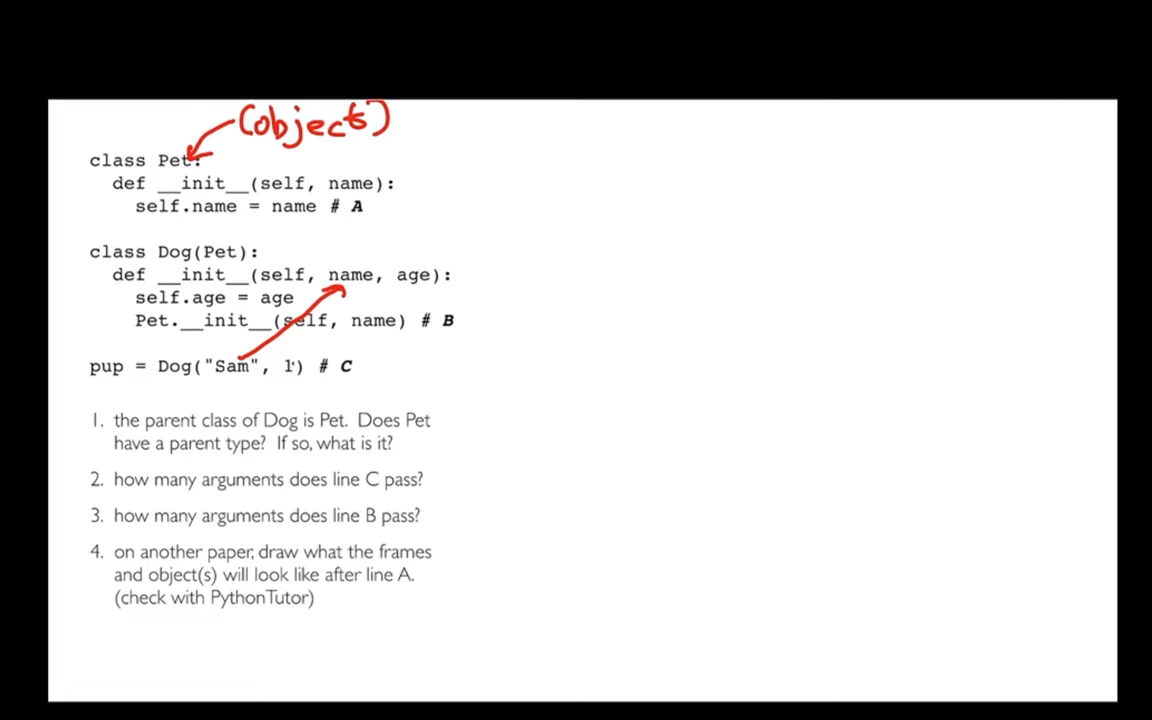 (object)
class Pet:
def __init__(self, name):
self.name = name # A
class Dog(Pet):
def __init__(self, name, age):
self.age = age
Pet.__init__(self, name) # B
pup = Dog("Sam", 1) # C
1. the parent class of Dog is Pet. Does Pet
have a parent type? If so, what is it?
2. how many arguments does line C pass?
3. how many arguments does line B pass?
4. on another paper, draw what the frames
and object(s) will look like after line A.
(check with PythonTutor)